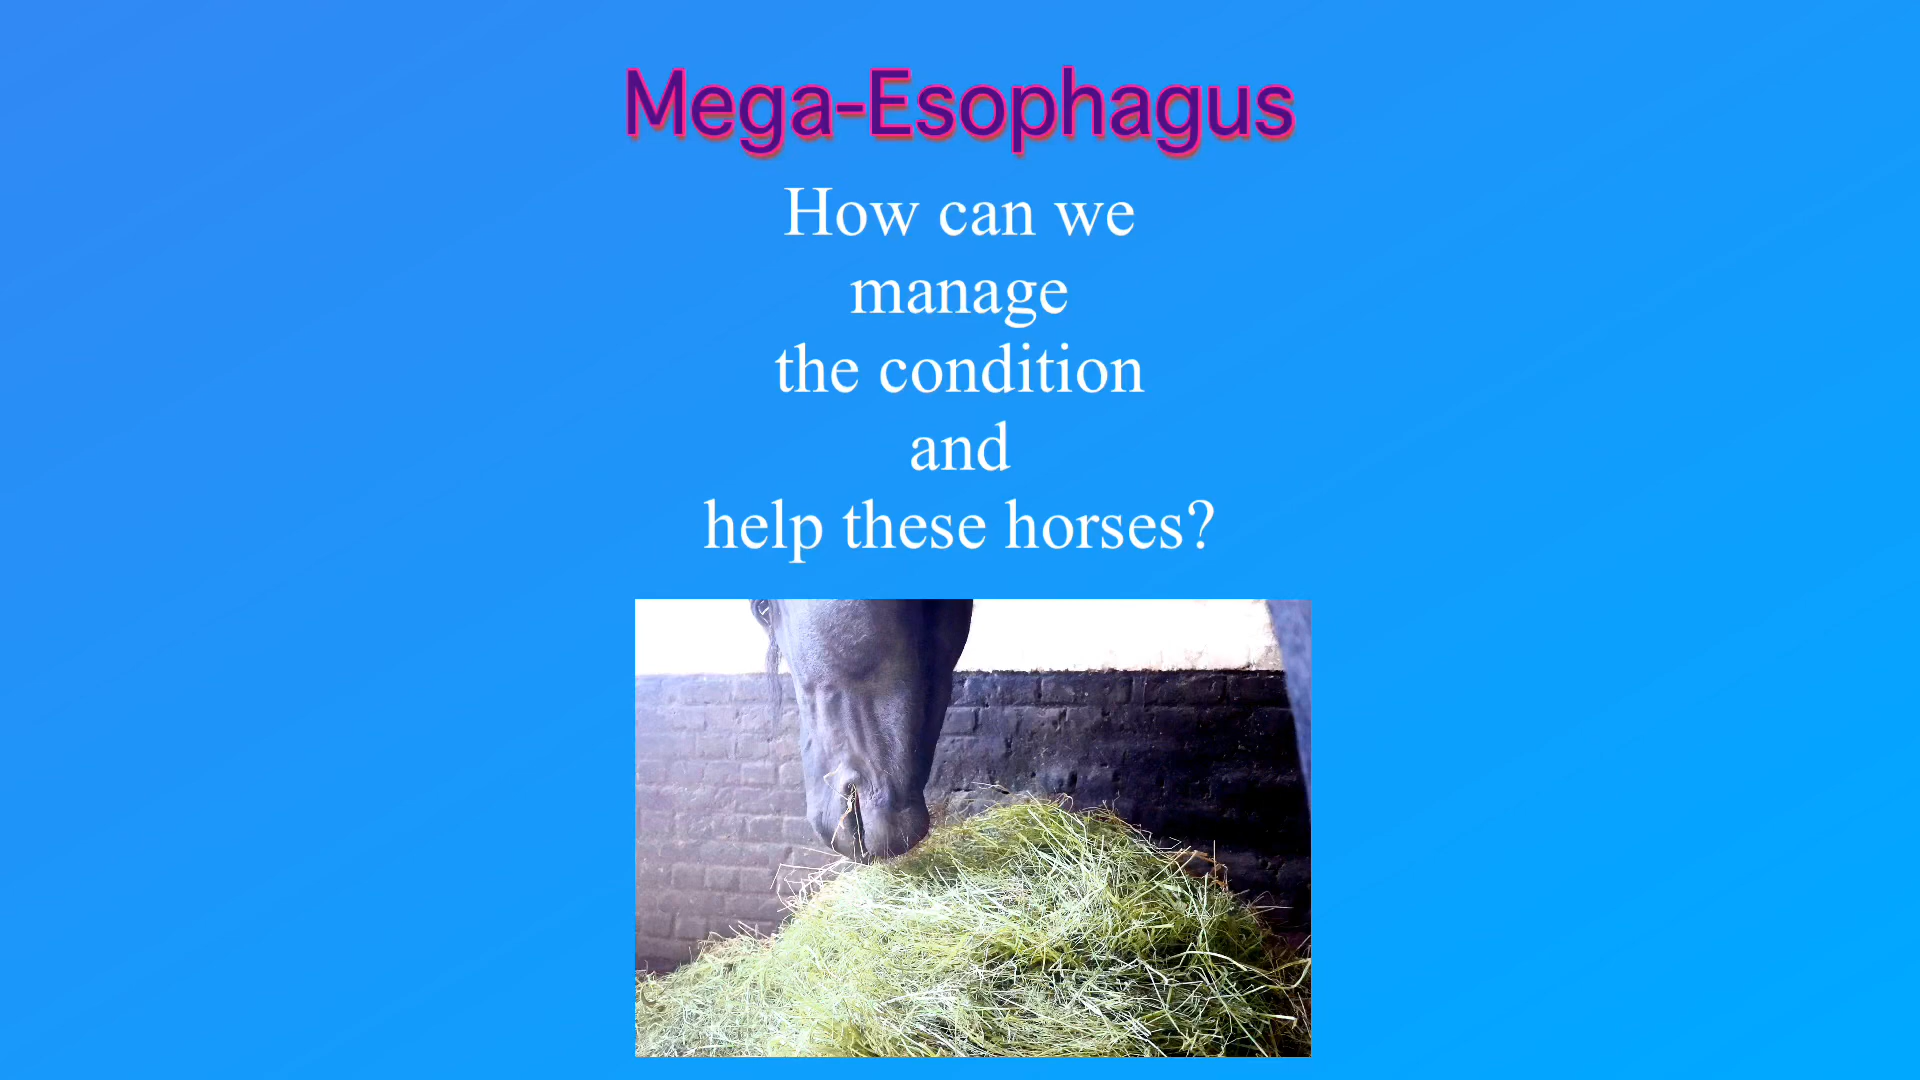 Mega-Esophagus
How can we
manage
the condition
and
help these horses?